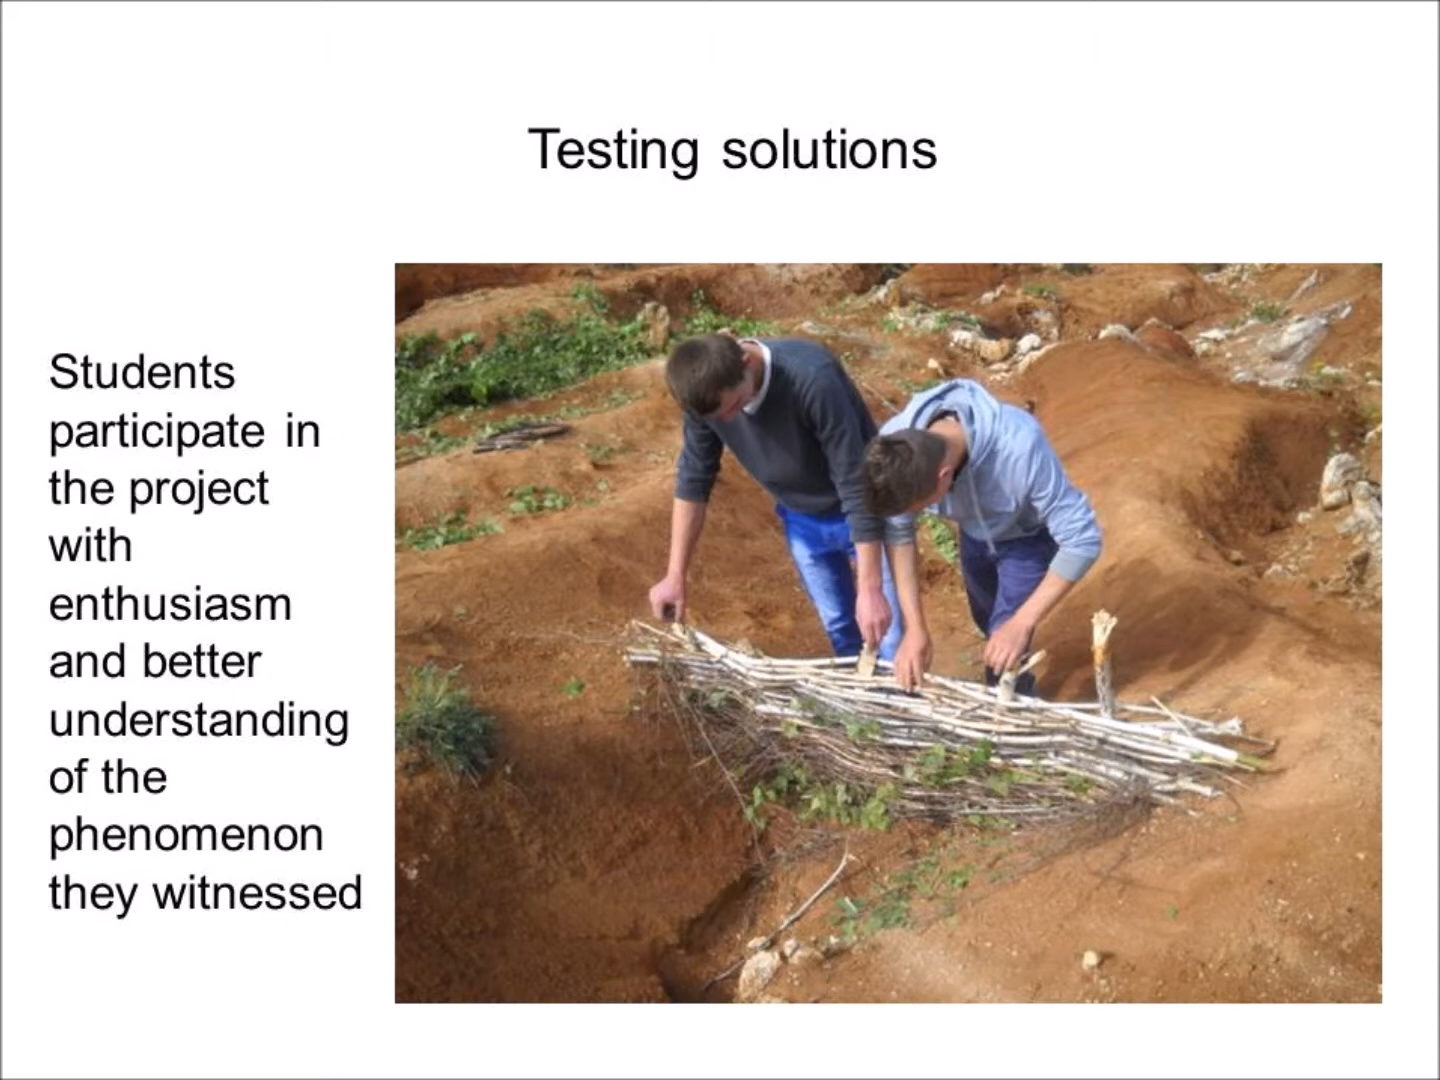 Testing solutions
Students
participate in
the project
with
enthusiasm
and better
understanding
of the
phenomenon
they witnessed